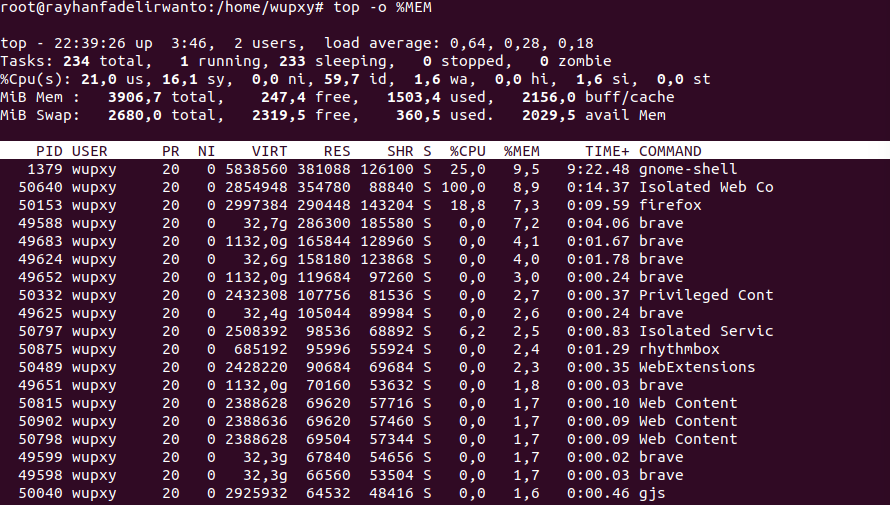 root@rayhanfadelirwanto:/home/wupxy# top -o %MEM
top - 22:39:26 up  3:46,  2 users,  load average: 0,64, 0,28, 0,18
Tasks: 234 total,   1 running, 233 sleeping,   0 stopped,   0 zombie
%Cpu(s): 21,0 us, 16,1 sy,  0,0 ni, 59,7 id,  1,6 wa,  0,0 hi,  1,6 si,  0,0 st
MiB Mem :   3906,7 total,    247,4 free,   1503,4 used,   2156,0 buff/cache
MiB Swap:   2680,0 total,   2319,5 free,    360,5 used.   2029,5 avail Mem
PID USER      PR  NI    VIRT    RES    SHR S  %CPU  %MEM     TIME+ COMMAND
1379 wupxy     20   0 5838560 381088 126100 S  25,0   9,5   9:22.48 gnome-shell
50640 wupxy     20   0 2854948 354780  88840 S 100,0   8,9   0:14.37 Isolated Web Co
50153 wupxy     20   0 2997384 290448 143204 S  18,8   7,3   0:09.59 firefox
49588 wupxy     20   0   32,7g 286300 185580 S   0,0   7,2   0:04.06 brave
49683 wupxy     20   0 1132,0g 165844 128960 S   0,0   4,1   0:01.67 brave
49624 wupxy     20   0   32,6g 158180 123868 S   0,0   4,0   0:01.78 brave
49652 wupxy     20   0 1132,0g 119684  97260 S   0,0   3,0   0:00.24 brave
50332 wupxy     20   0 2432308 107756  81536 S   0,0   2,7   0:00.37 Privileged Cont
49625 wupxy     20   0   32,4g 105044  89984 S   0,0   2,6   0:00.24 brave
50797 wupxy     20   0 2508392  98536  68892 S   6,2   2,5   0:00.83 Isolated Servic
50875 wupxy     20   0  685192  95996  55924 S   0,0   2,4   0:01.29 rhythmbox
50489 wupxy     20   0 2428220  90684  69684 S   0,0   2,3   0:00.35 WebExtensions
49651 wupxy     20   0 1132,0g  70160  53632 S   0,0   1,8   0:00.03 brave
50815 wupxy     20   0 2388628  69620  57716 S   0,0   1,7   0:00.10 Web Content
50902 wupxy     20   0 2388636  69620  57460 S   0,0   1,7   0:00.09 Web Content
50798 wupxy     20   0 2388628  69504  57344 S   0,0   1,7   0:00.09 Web Content
49599 wupxy     20   0   32,3g  67840  54656 S   0,0   1,7   0:00.02 brave
49598 wupxy     20   0   32,3g  66560  53504 S   0,0   1,7   0:00.03 brave
50040 wupxy     20   0 2925932  64532  48416 S   0,0   1,6   0:00.46 gjs